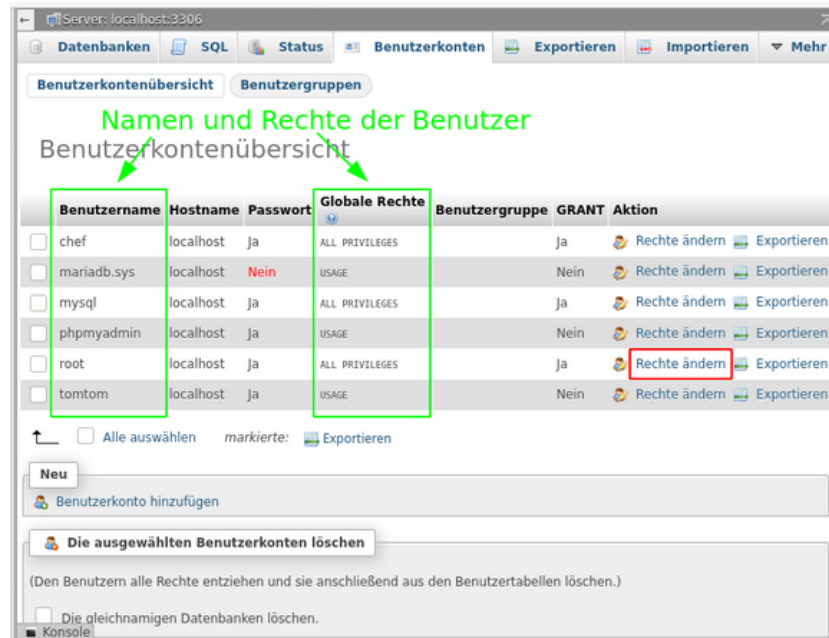 Server: localhost:3306
Datenbanken SQL Status Benutzerkonten Exportieren Importieren Mehr
Benutzerkontenübersicht Benutzergruppen
Namen und Rechte der Benutzer
Benutzerkontenübersicht
Benutzername Hostname Passwort Globale Rechte Benutzergruppe GRANT Aktion
chef localhost Ja ALL PRIVILEGES Ja Rechte ändern Exportieren
mariadb.sys localhost Nein USAGE Nein Rechte ändern Exportieren
mysql localhost Ja ALL PRIVILEGES Ja Rechte ändern Exportieren
phpmyadmin localhost Ja USAGE Nein Rechte ändern Exportieren
root localhost Ja ALL PRIVILEGES Ja Rechte ändern Exportieren
tomtom localhost Ja USAGE Nein Rechte ändern Exportieren
Alle auswählen markierte: Exportieren
Neu
Benutzerkonto hinzufügen
Die ausgewählten Benutzerkonten löschen
(Den Benutzern alle Rechte entziehen und sie anschließend aus den Benutzertabellen löschen.)
Die gleichnamigen Datenbanken löschen.
Konsole